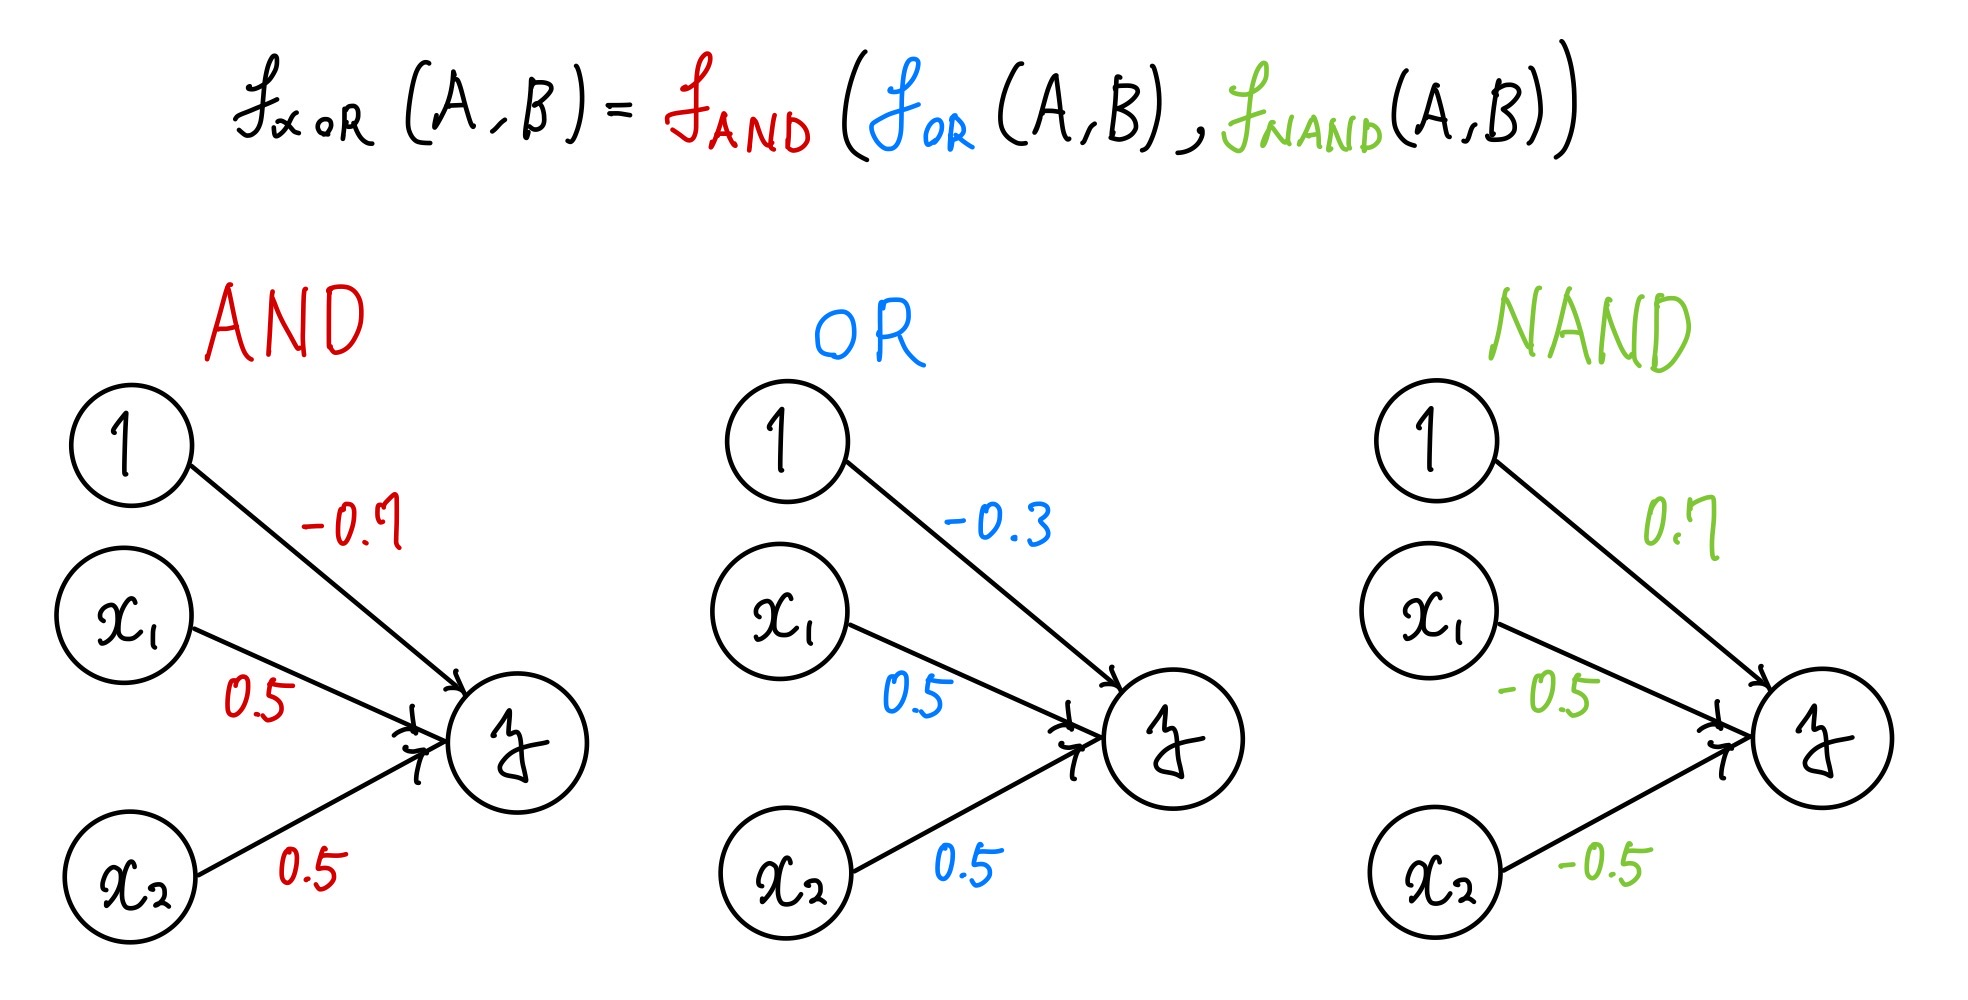 f_XOR (A,B) = f_AND (f_OR (A,B), f_NAND (A,B))
AND OR NAND
1 1 1
-0.7 -0.3 0.7
x₁ x₁ x₁
0.5 0.5 -0.5
y y y
0.5 0.5 -0.5
x₂ x₂ x₂